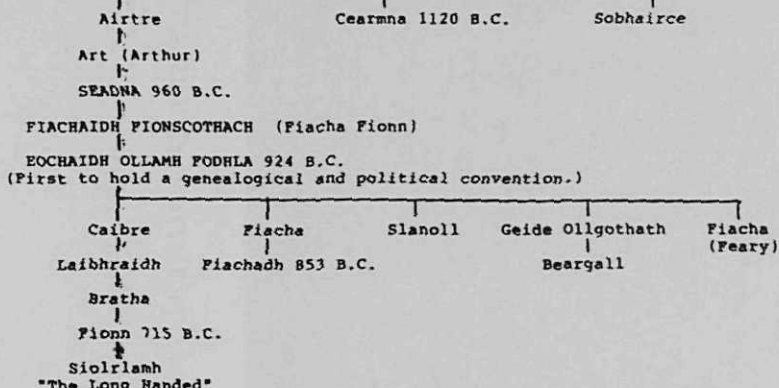 Airtre Cearmna 1120 B.C. Sobhairce
Art (Arthur)
SEADNA 960 B.C.
FIACHAIDH FIONSCOTHACH (Fiacha Fionn)
EOCHAIDH OLLAMH FODHLA 924 B.C.
(First to hold a genealogical and political convention.)
Caibre Fiacha Slanoll Geide Ollgothath Fiacha
(Feary)
Laibhraidh Fiachadh 853 B.C. Beargall
Bratha
Fionn 715 B.C.
Siolrlamh
"The Long Handed"